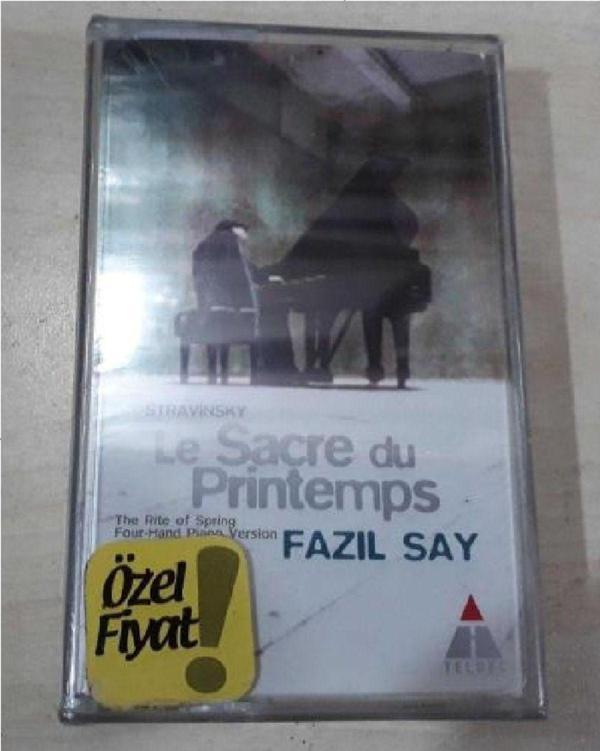 STRAVINSKY
Le Sacre du
Printemps
The Rite of Spring
Four-Hand Piano Version
FAZIL SAY
Özel
Fiyat!
TELDEC